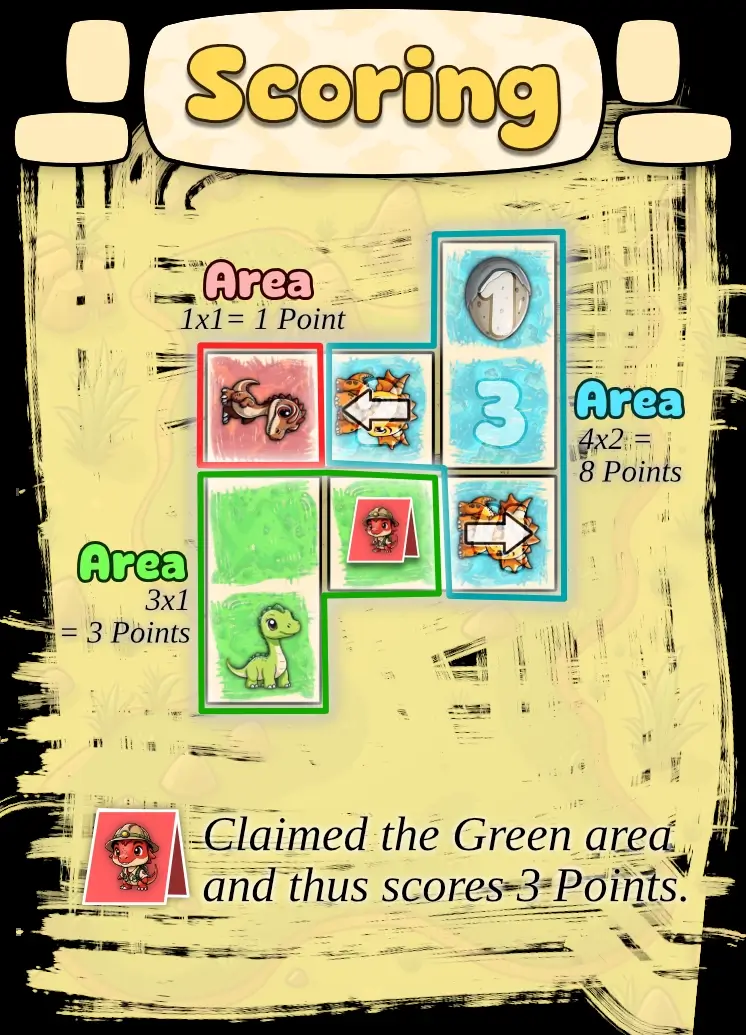 Scoring
Area
1x1= 1 Point
1
3
Area
4x2 =
8 Points
Area
3x1
= 3 Points
Claimed the Green area
and thus scores 3 Points.